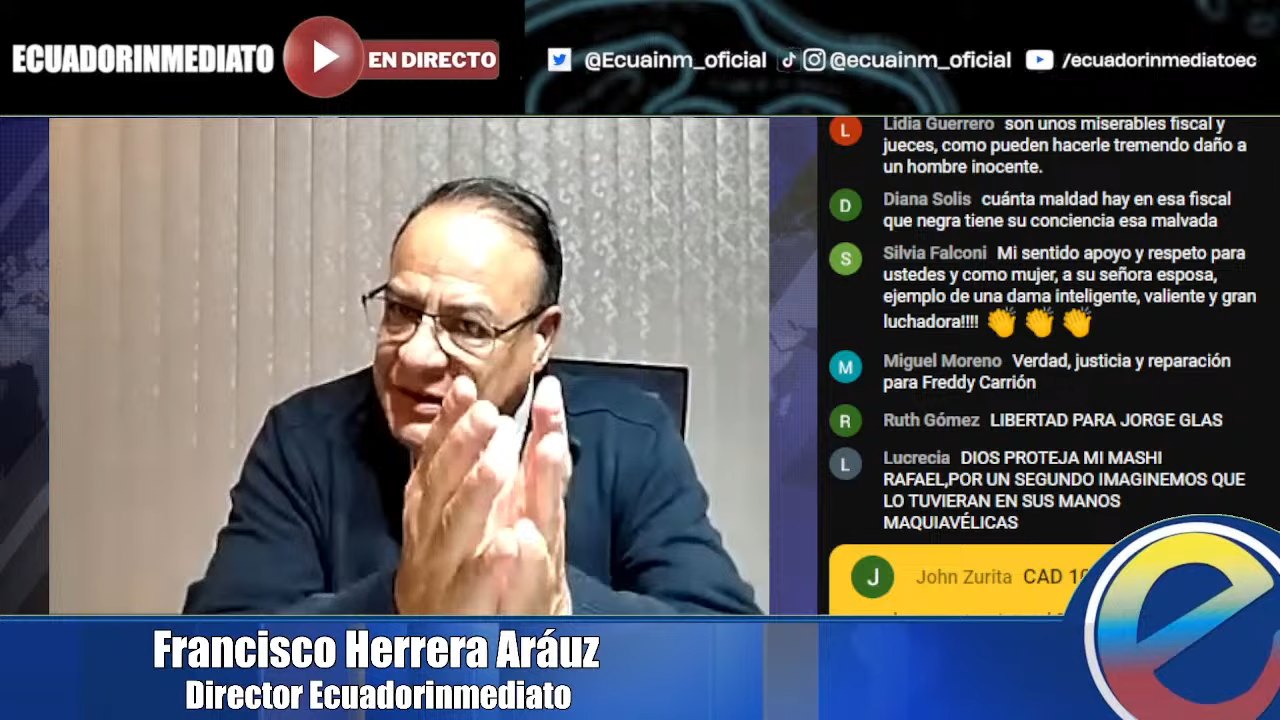 ECUADORINMEDIATO
EN DIRECTO
@Ecuainm_oficial
@ecuainm_oficial
/ecuadorinmediatoec
L
Lidia Guerrero son unos miserables fiscal y
jueces, como pueden hacerle tremendo daño a
un hombre inocente.
D
Diana Solis cuánta maldad hay en esa fiscal
que negra tiene su conciencia esa malvada
S
Silvia Falconi Mi sentido apoyo y respeto para
ustedes y como mujer, a su señora esposa,
ejemplo de una dama inteligente, valiente y gran
luchadora!!!! 👏 👏 👏
M
Miguel Moreno Verdad, justicia y reparación
para Freddy Carrión
R
Ruth Gómez LIBERTAD PARA JORGE GLAS
L
Lucrecia DIOS PROTEJA MI MASHI
RAFAEL,POR UN SEGUNDO IMAGINEMOS QUE
LO TUVIERAN EN SUS MANOS
MAQUIAVÉLICAS
J
John Zurita CAD
e
Francisco Herrera Aráuz
Director Ecuadorinmediato